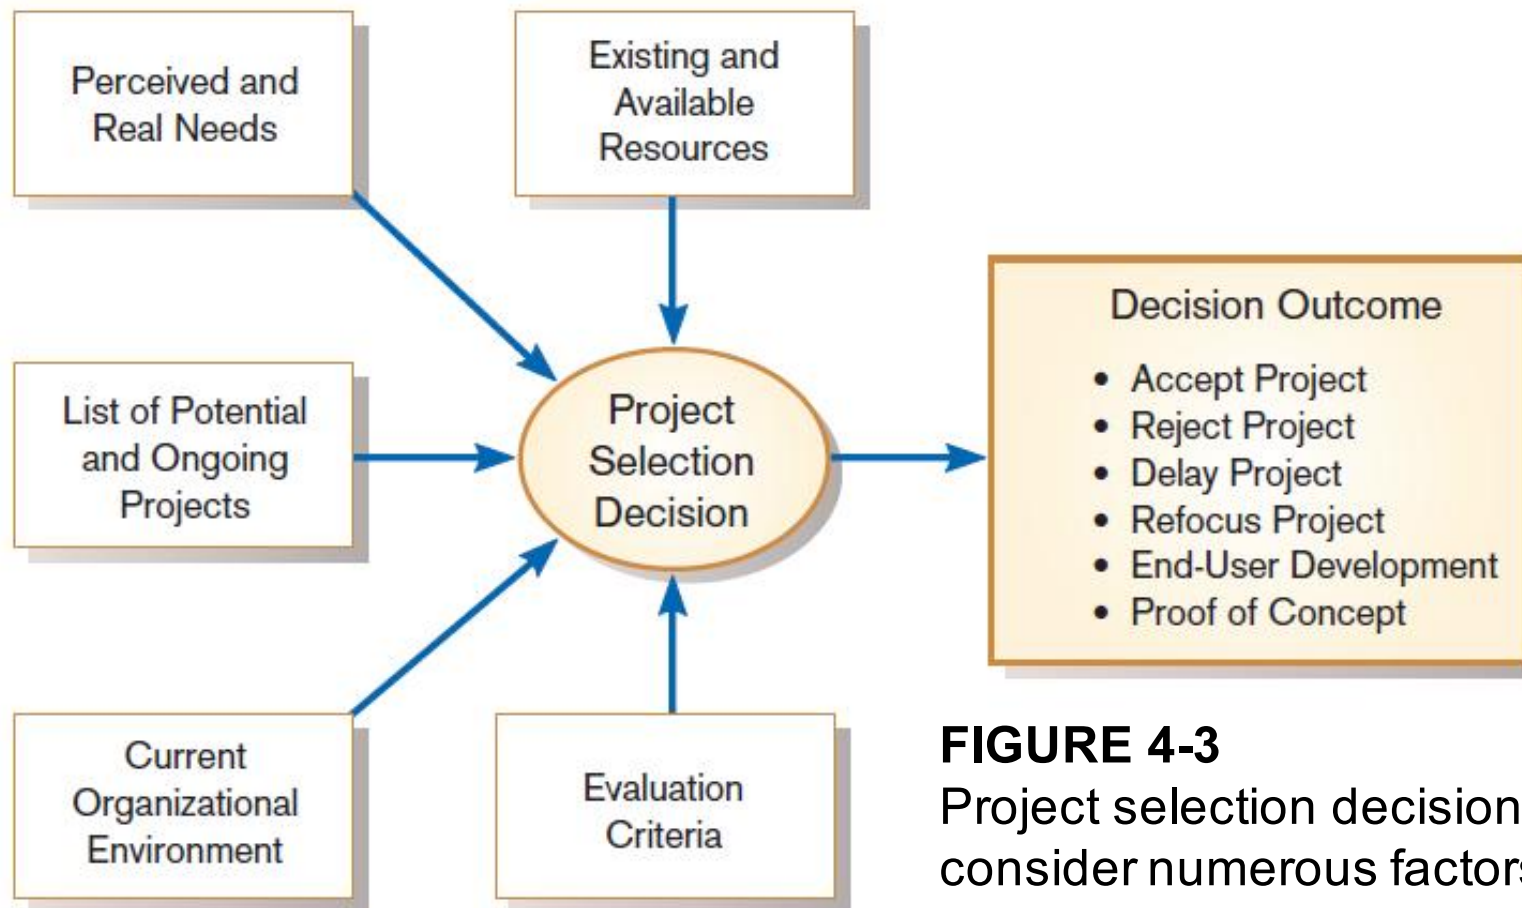 Perceived and
Real Needs
Existing and
Available
Resources
List of Potential
and Ongoing
Projects
Project
Selection
Decision
Decision Outcome
• Accept Project
• Reject Project
• Delay Project
• Refocus Project
• End-User Development
• Proof of Concept
Current
Organizational
Environment
Evaluation
Criteria
FIGURE 4-3
Project selection decision
consider numerous factors